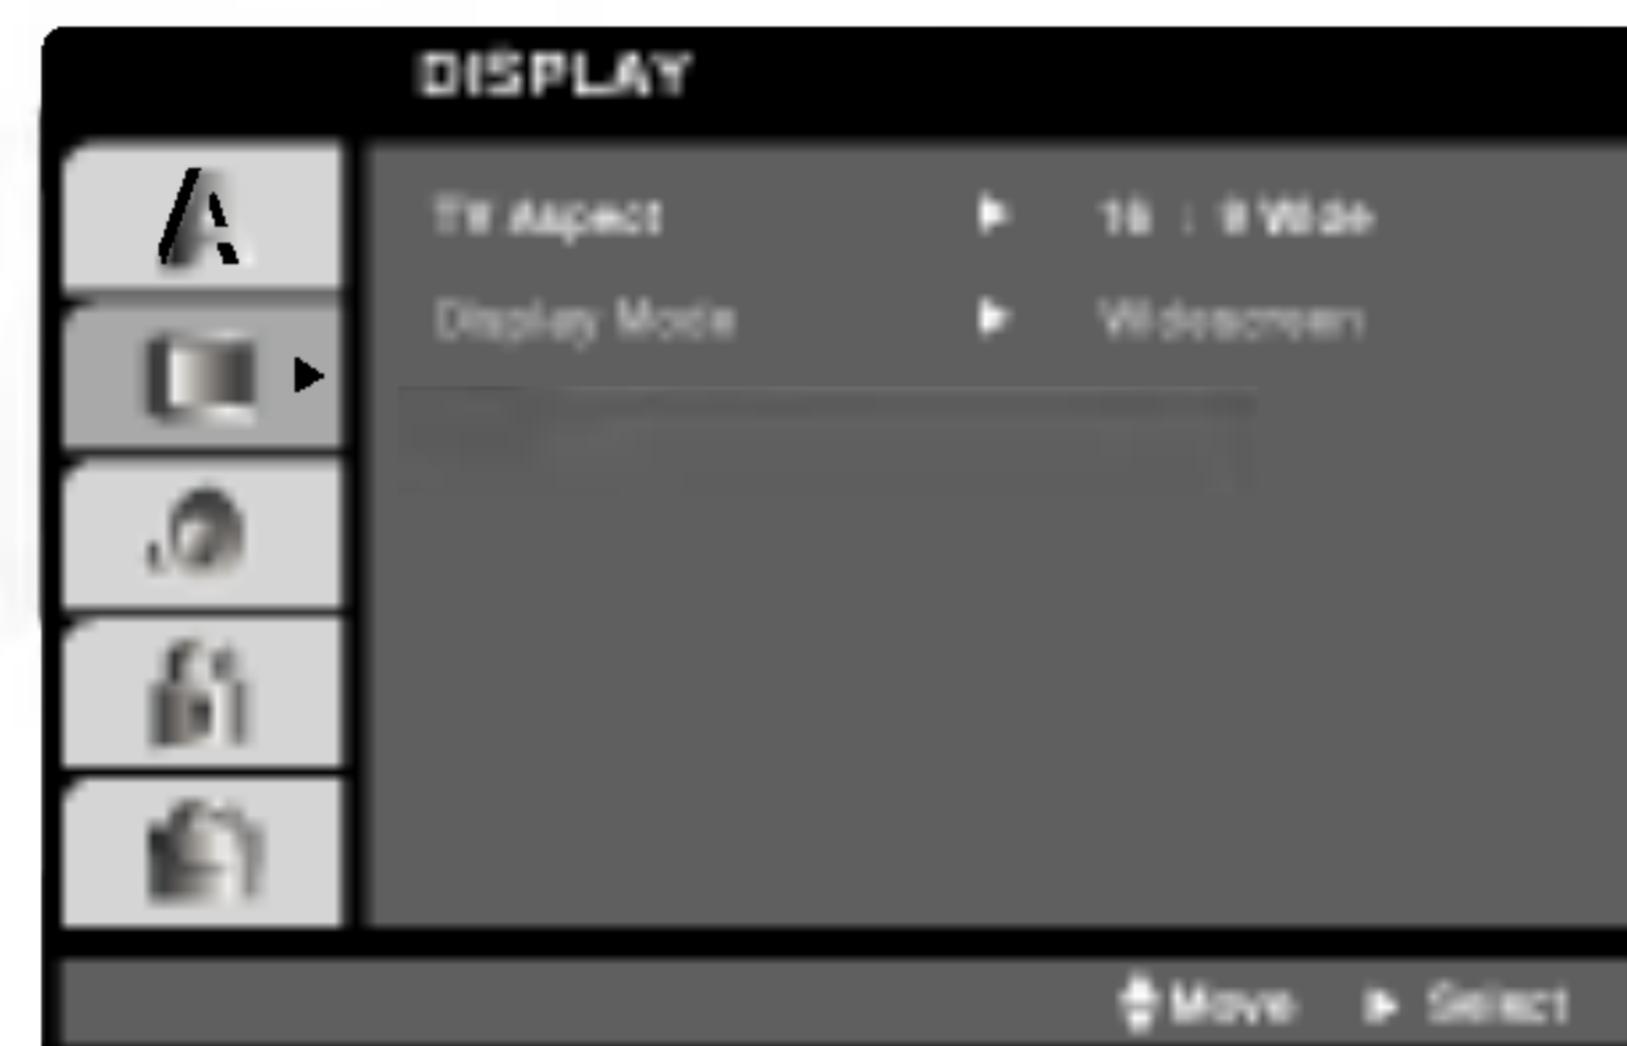 DISPLAY
TV Aspect ▶ 16 : 9 Wide
Display Mode ▶ Widescreen
Move ▶ Select